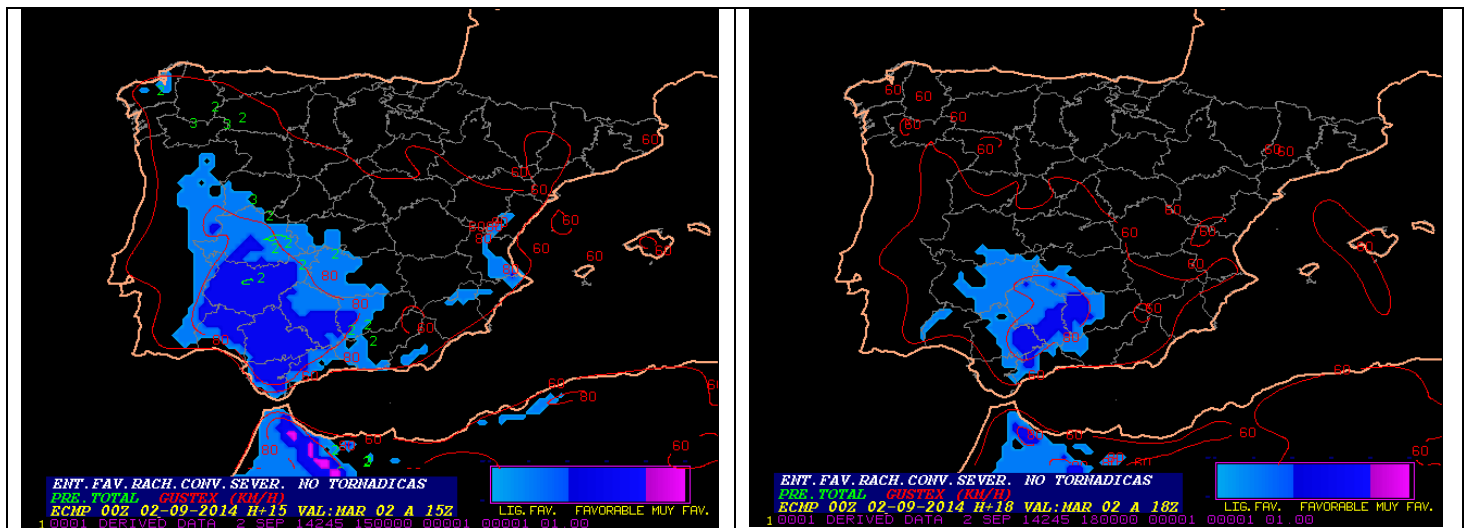 ENT.FAV.RACH.CONV.SEVER. NO TORNADICAS
PRE.TOTAL GUSTEX (KM/H)
ECMP 00Z 02-09-2014 H+15 VAL:MAR 02 A 15Z
LIG.FAV. FAVORABLE MUY FAV.
1 0001 DERIVED DATA 2 SEP 14245 150000 00001 00001 01.00
ENT.FAV.RACH.CONV.SEVER. NO TORNADICAS
PRE.TOTAL GUSTEX (KM/H)
ECMP 00Z 02-09-2014 H+18 VAL:MAR 02 A 18Z
LIG.FAV. FAVORABLE MUY FAV.
1 0001 DERIVED DATA 2 SEP 14245 180000 00001 00001 01.00